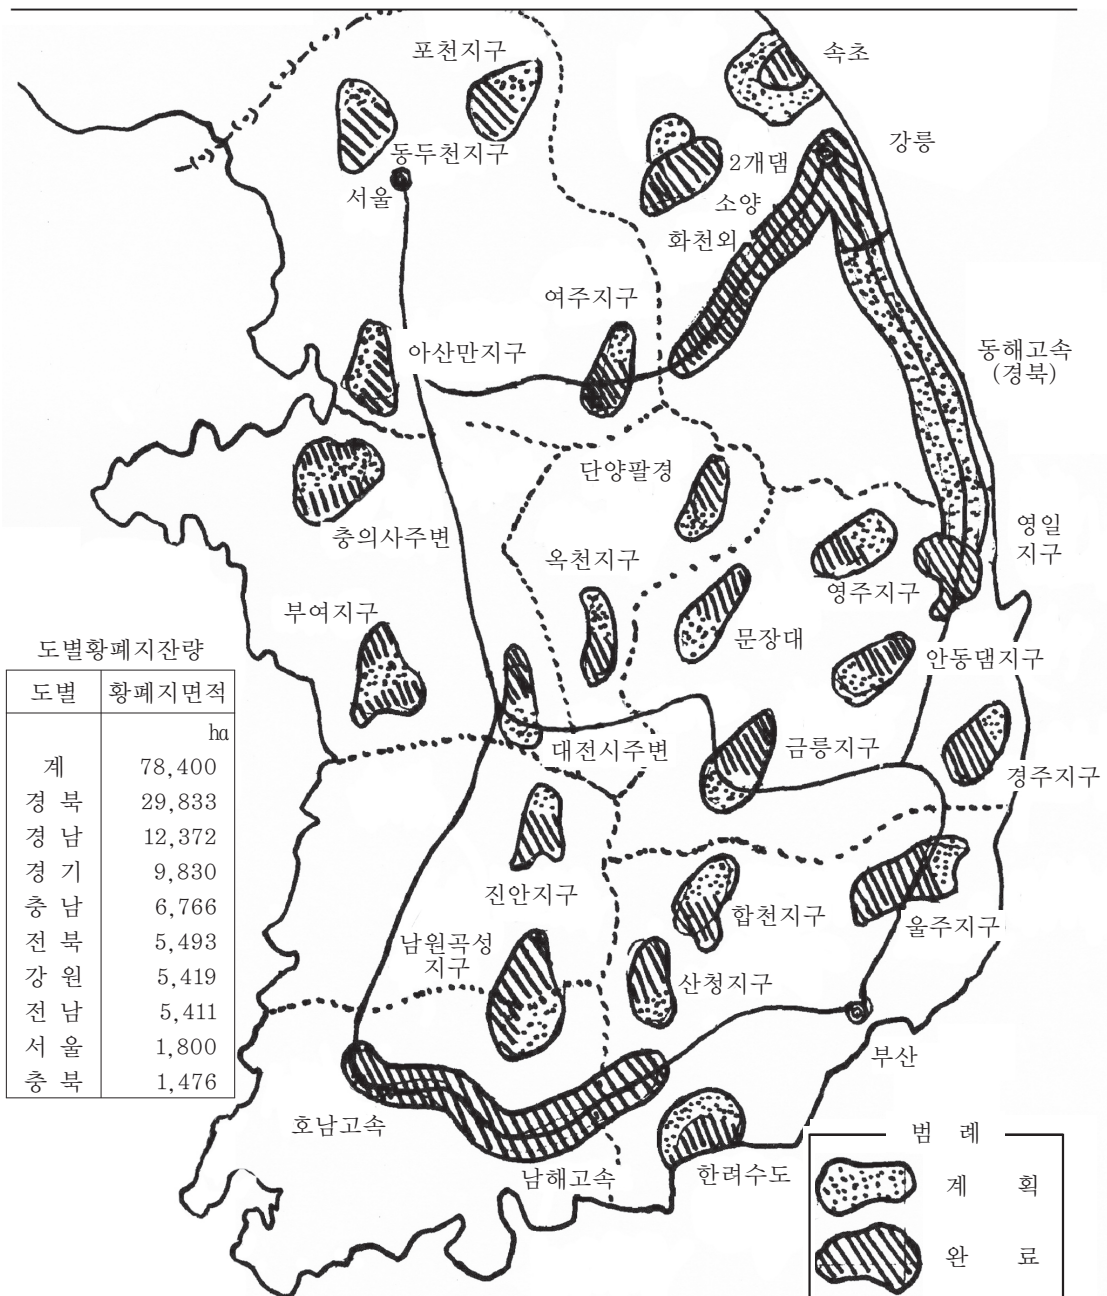 포천지구
속초
동두천지구
서울
강릉
2개댐
소양
화천외
여주지구
아산만지구
동해고속
(경북)
단양팔경
충의사주변
옥천지구
영일
지구
영주지구
부여지구
문장대
안동댐지구
대전시주변
금릉지구
경주지구
진안지구
합천지구
울주지구
남원곡성
지구
산청지구
부산
호남고속
남해고속
한려수도
도별황폐지잔량
도별 황폐지면적
ha
계 78,400
경 북 29,833
경 남 12,372
경 기 9,830
충 남 6,766
전 북 5,493
강 원 5,419
전 남 5,411
서 울 1,800
충 북 1,476
범 례
계 획
완 료